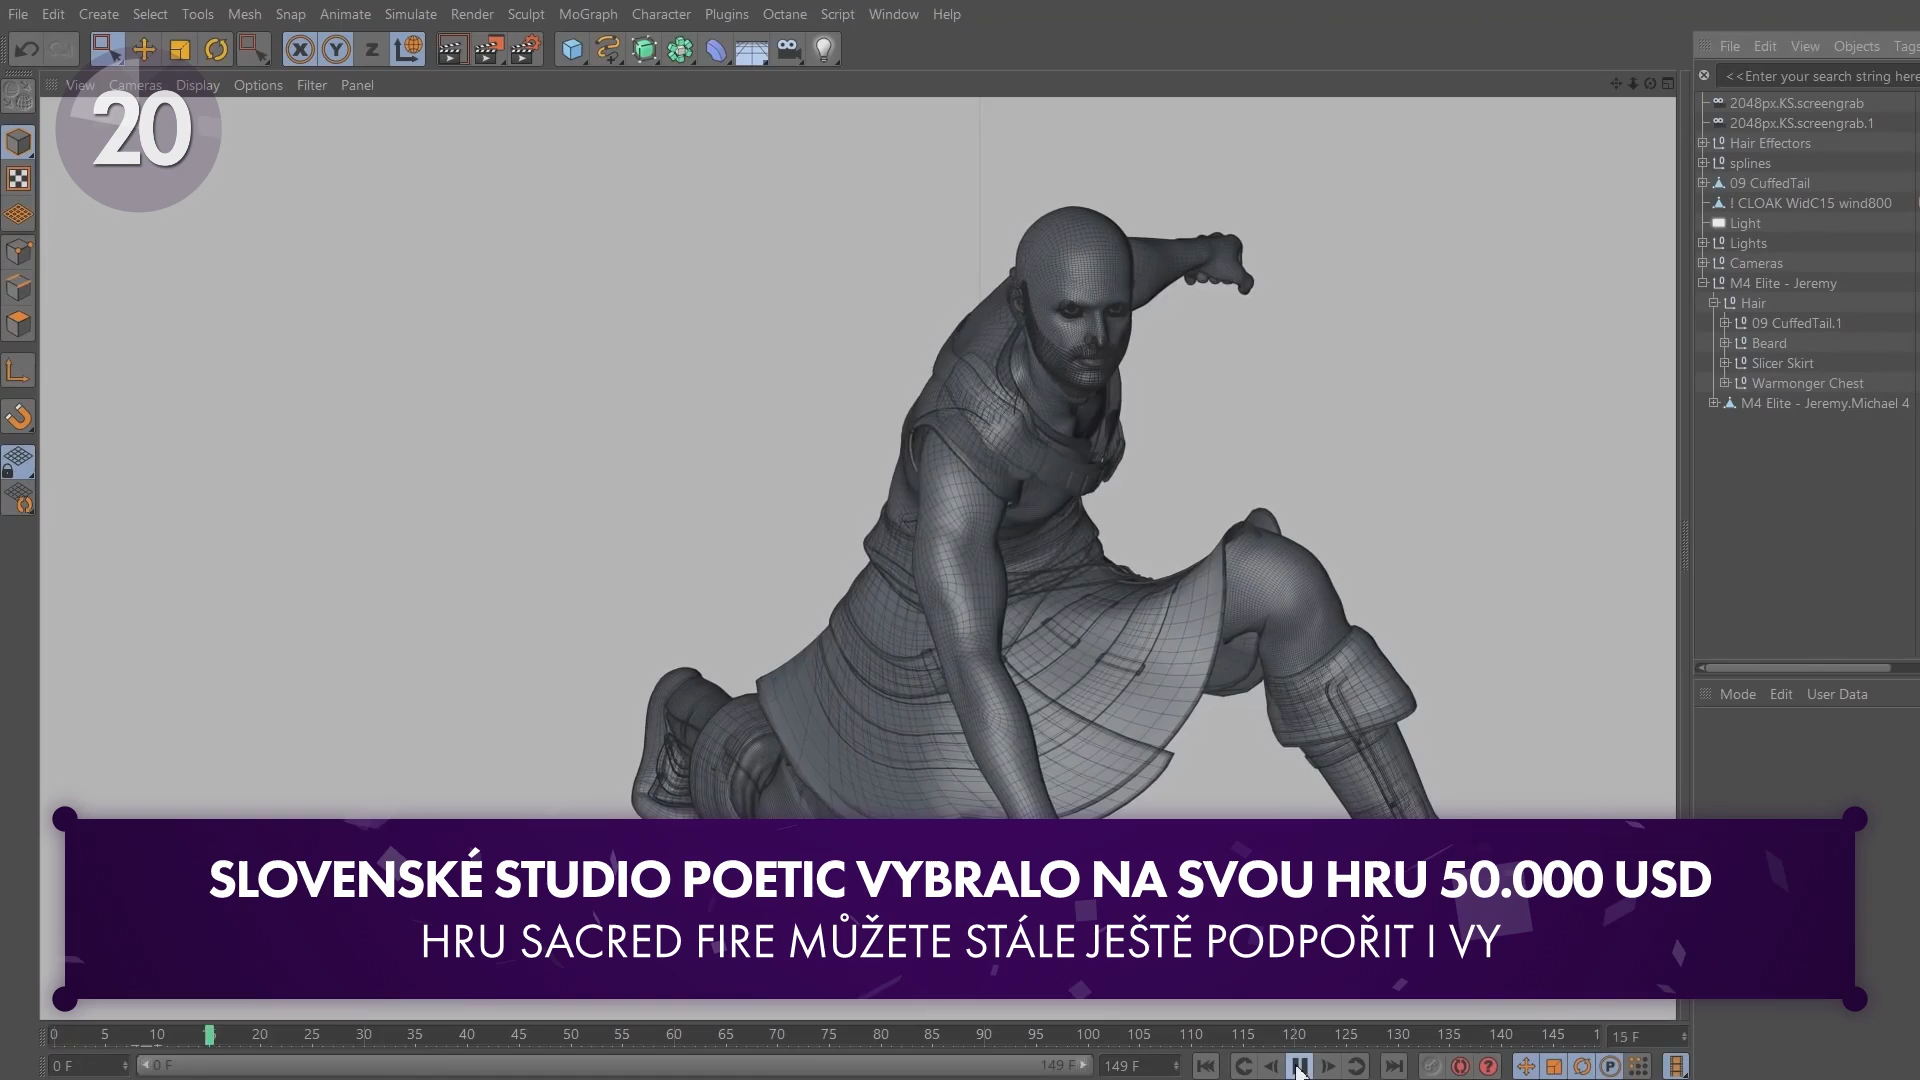 File Edit Create Select Tools Mesh Snap Animate Simulate Render Sculpt MoGraph Character Plugins Octane Script Window Help
X Y Z
View Cameras Display Options Filter Panel
20
File Edit View Objects Tags
<<Enter your search string here
2048px.KS.screengrab
2048px.KS.screengrab.1
Hair Effectors
splines
09 CuffedTail
! CLOAK WidC15 wind800
Light
Lights
Cameras
M4 Elite - Jeremy
Hair
09 CuffedTail.1
Beard
Slicer Skirt
Warmonger Chest
M4 Elite - Jeremy.Michael 4
Mode Edit User Data
SLOVENSKÉ STUDIO POETIC VYBRALO NA SVOU HRU 50.000 USD
HRU SACRED FIRE MŮŽETE STÁLE JEŠTĚ PODPOŘIT I VY
0 5 10 20 25 30 35 40 45 50 55 60 65 70 75 80 85 90 95 100 105 110 115 120 125 130 135 140 145 1 15 F
0 F 0 F 149 F 149 F